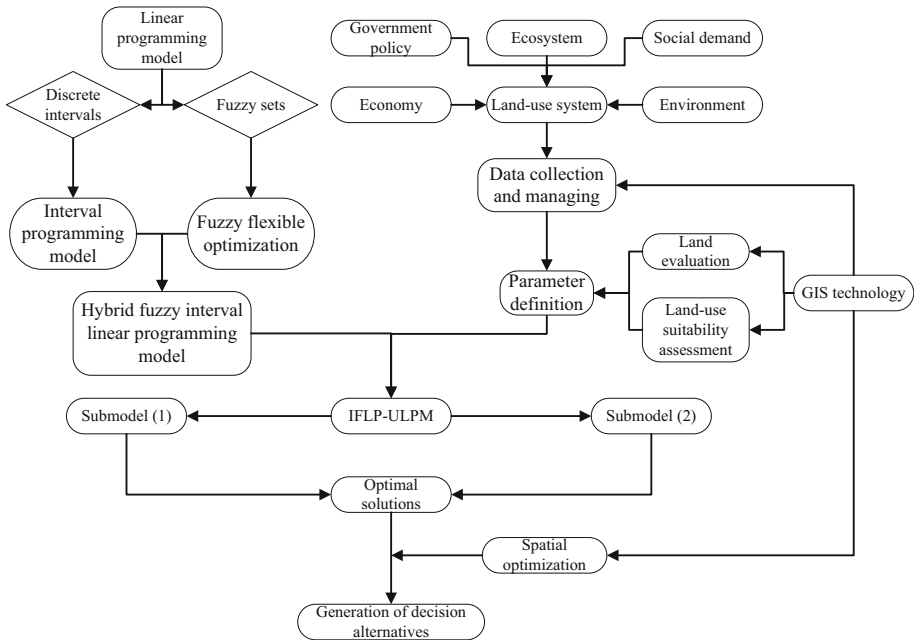 Linear
programming
model
Government
policy
Ecosystem
Social demand
Discrete
intervals
Fuzzy sets
Economy
Land-use system
Environment
Data collection
and managing
Interval
programming
model
Fuzzy flexible
optimization
Land
evaluation
Parameter
definition
GIS technology
Land-use
suitability
assessment
Hybrid fuzzy interval
linear programming
model
Submodel (1)
IFLP-ULPM
Submodel (2)
Optimal
solutions
Spatial
optimization
Generation of decision
alternatives